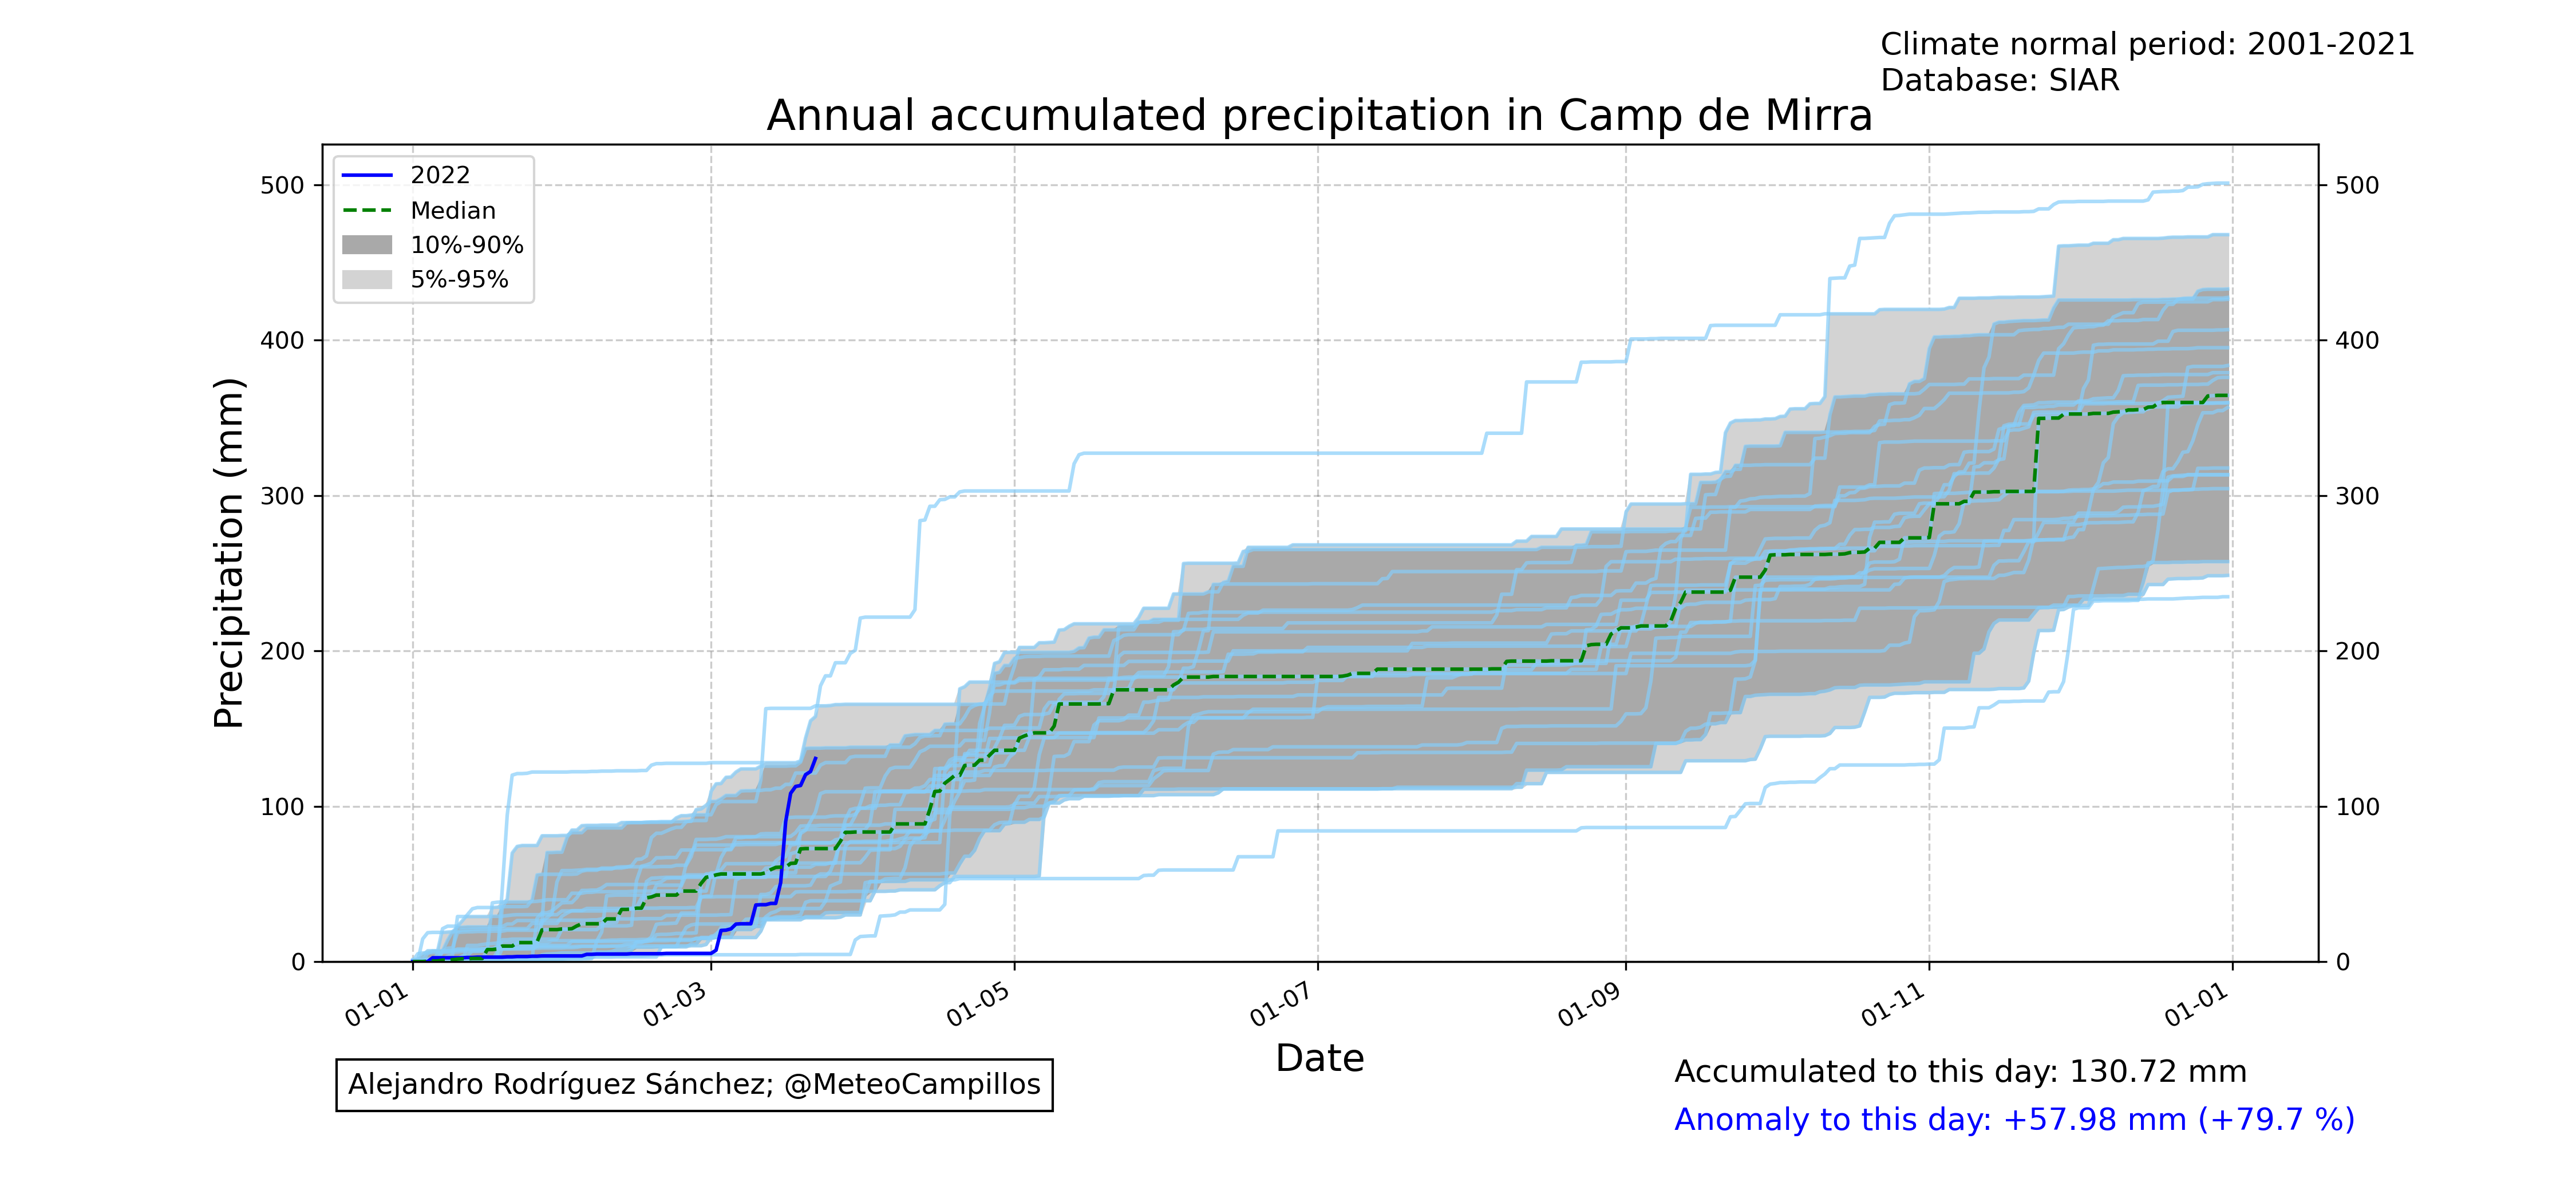 Climate normal period: 2001-2021
Database: SIAR
Annual accumulated precipitation in Camp de Mirra
2022
Median
10%-90%
5%-95%
Precipitation (mm)
500
400
300
200
100
0
500
400
300
200
100
0
01-01
01-03
01-05
01-07
01-09
01-11
01-01
Date
Alejandro Rodríguez Sánchez; @MeteoCampillos
Accumulated to this day: 130.72 mm
Anomaly to this day: +57.98 mm (+79.7 %)